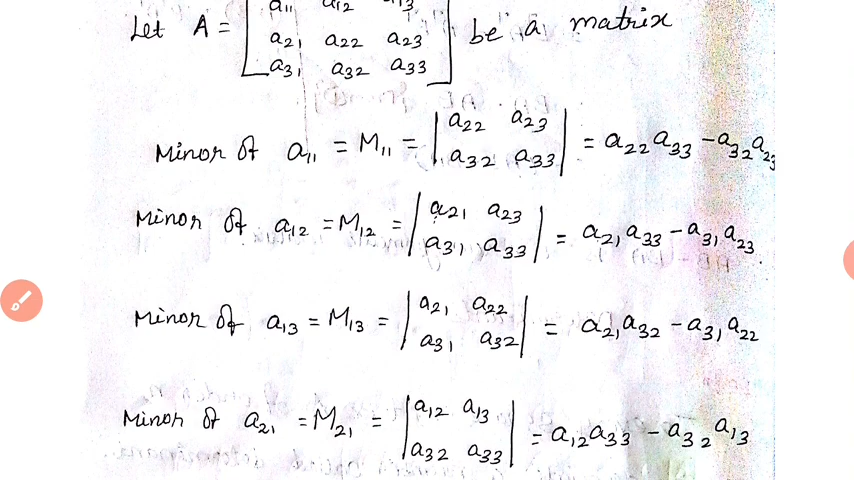 a₁₁ a₁₂ a₁₃
Let A = a₂₁ a₂₂ a₂₃ be a matrix
a₃₁ a₃₂ a₃₃
Minor of a₁₁ = M₁₁ = | a₂₂ a₂₃ | = a₂₂a₃₃ - a₃₂a₂₃
| a₃₂ a₃₃ |
Minor of a₁₂ = M₁₂ = | a₂₁ a₂₃ | = a₂₁a₃₃ - a₃₁a₂₃.
| a₃₁ a₃₃ |
Minor of a₁₃ = M₁₃ = | a₂₁ a₂₂ | = a₂₁a₃₂ - a₃₁a₂₂
| a₃₁ a₃₂ |
Minor of a₂₁ = M₂₁ = | a₁₂ a₁₃ | = a₁₂a₃₃ - a₃₂a₁₃
| a₃₂ a₃₃ |